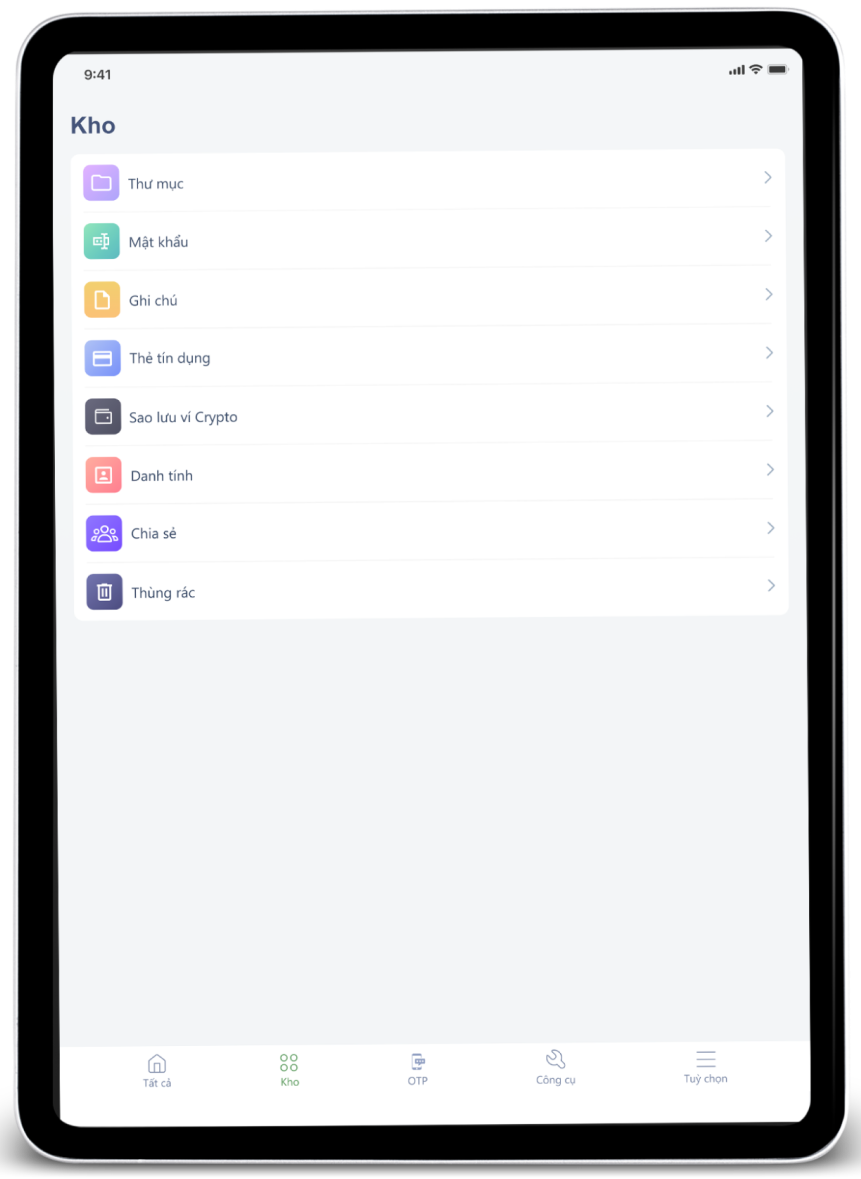 9:41
Kho
Thư mục
Mật khẩu
Ghi chú
Thẻ tín dụng
Sao lưu ví Crypto
Danh tính
Chia sẻ
Thùng rác
Tất cả
Kho
OTP
Công cụ
Tuỳ chọn